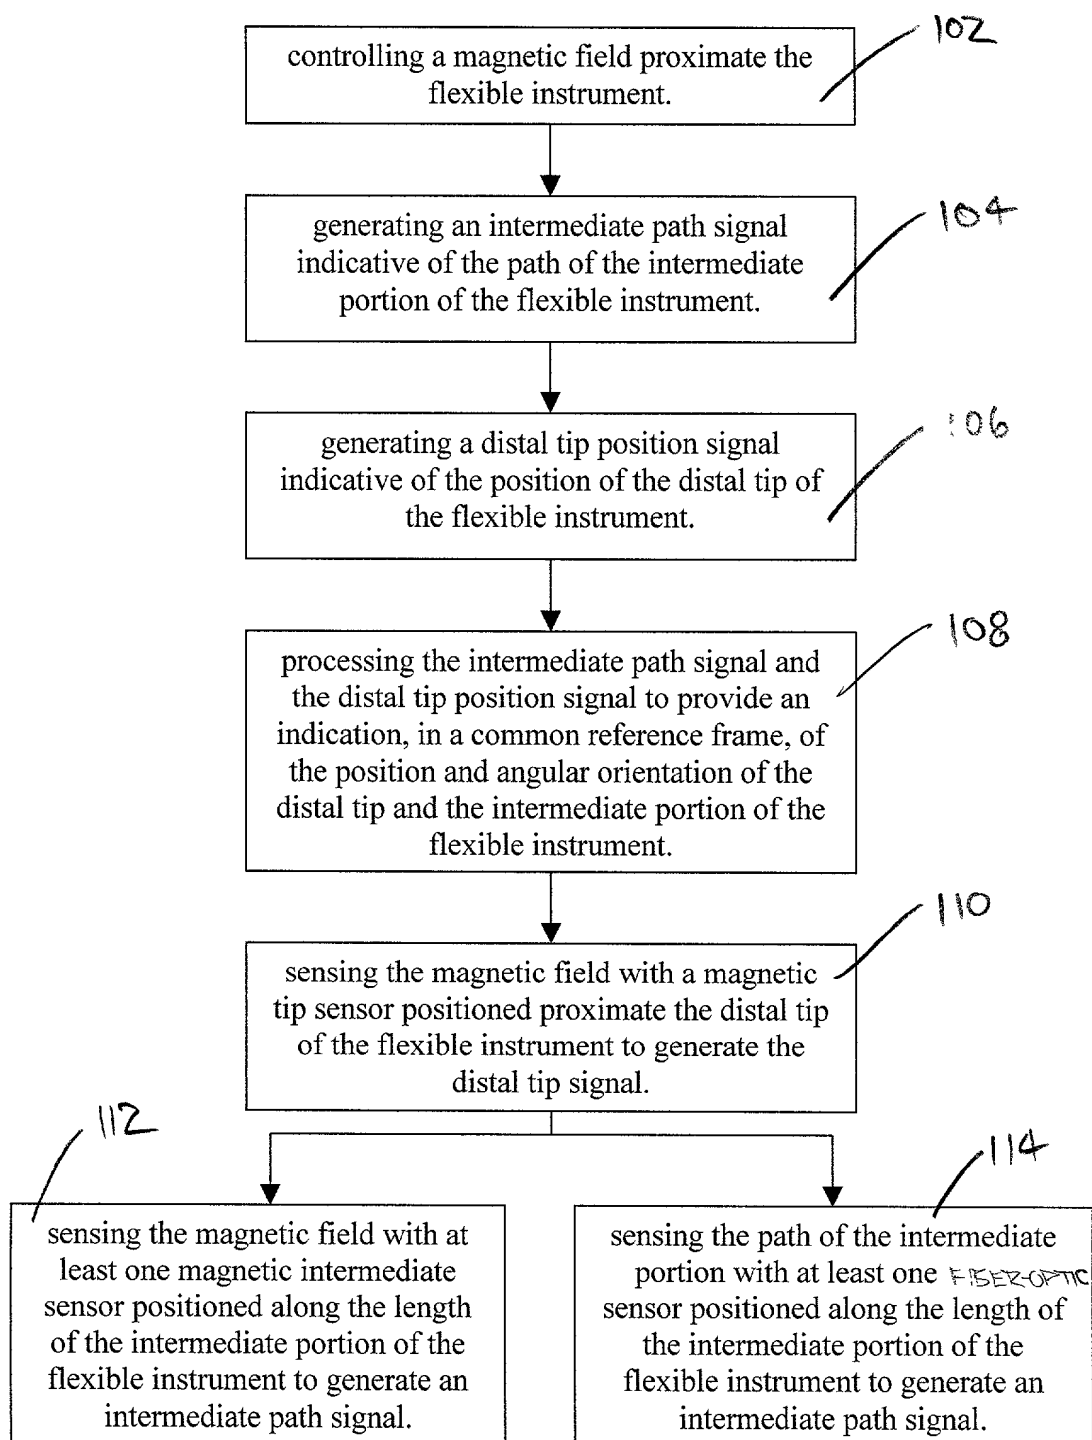 102
controlling a magnetic field proximate the
flexible instrument.
104
generating an intermediate path signal
indicative of the path of the intermediate
portion of the flexible instrument.
106
generating a distal tip position signal
indicative of the position of the distal tip of
the flexible instrument.
108
processing the intermediate path signal and
the distal tip position signal to provide an
indication, in a common reference frame, of
the position and angular orientation of the
distal tip and the intermediate portion of the
flexible instrument.
110
sensing the magnetic field with a magnetic
tip sensor positioned proximate the distal tip
of the flexible instrument to generate the
distal tip signal.
112
sensing the magnetic field with at
least one magnetic intermediate
sensor positioned along the length
of the intermediate portion of the
flexible instrument to generate an
intermediate path signal.
114
sensing the path of the intermediate
portion with at least one FIBER-OPTIC
sensor positioned along the length of
the intermediate portion of the
flexible instrument to generate an
intermediate path signal.